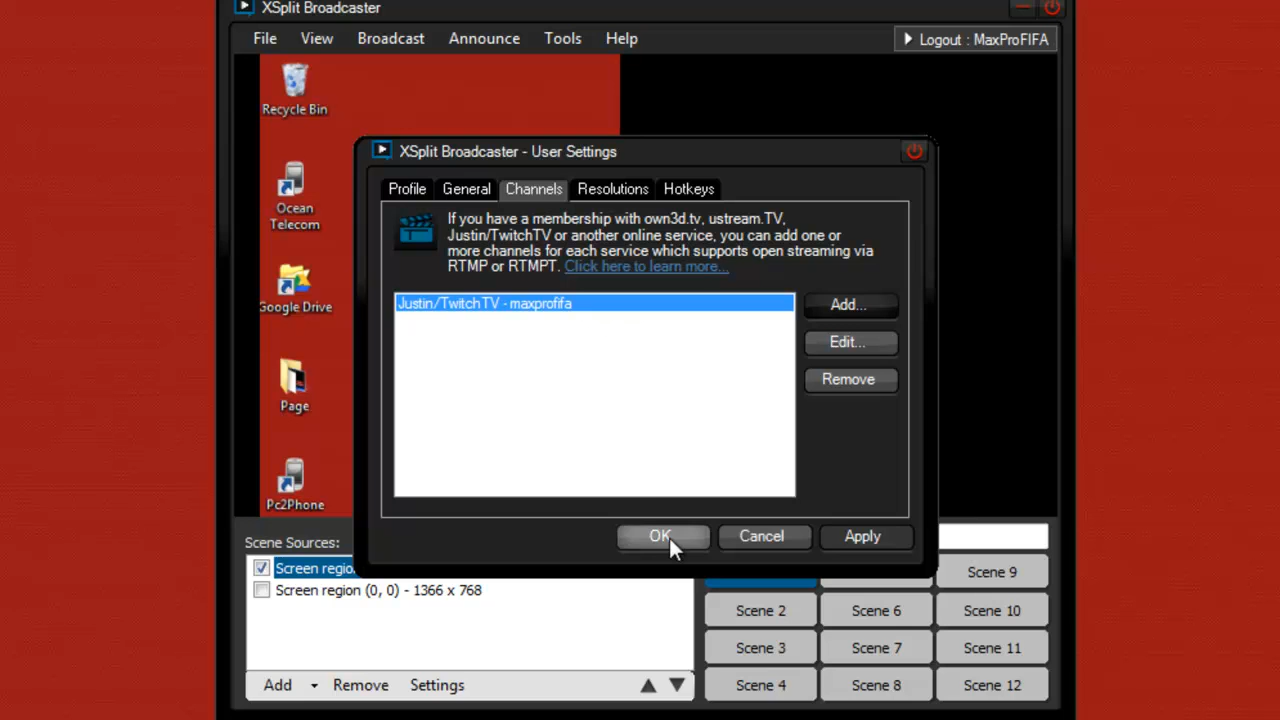 XSplit Broadcaster
File View Broadcast Announce Tools Help
Logout : MaxProFIFA
Recycle Bin
Ocean
Telecom
Google Drive
Page
Pc2Phone
XSplit Broadcaster - User Settings
Profile General Channels Resolutions Hotkeys
If you have a membership with own3d.tv, ustream.TV,
Justin/TwitchTV or another online service, you can add one or
more channels for each service which supports open streaming via
RTMP or RTMPT. Click here to learn more...
Justin/TwitchTV - maxprofifa
Add...
Edit...
Remove
OK Cancel Apply
Scene Sources:
Screen regio
Screen region (0, 0) - 1366 x 768
Add Remove Settings
Scene 9
Scene 2 Scene 6 Scene 10
Scene 3 Scene 7 Scene 11
Scene 4 Scene 8 Scene 12